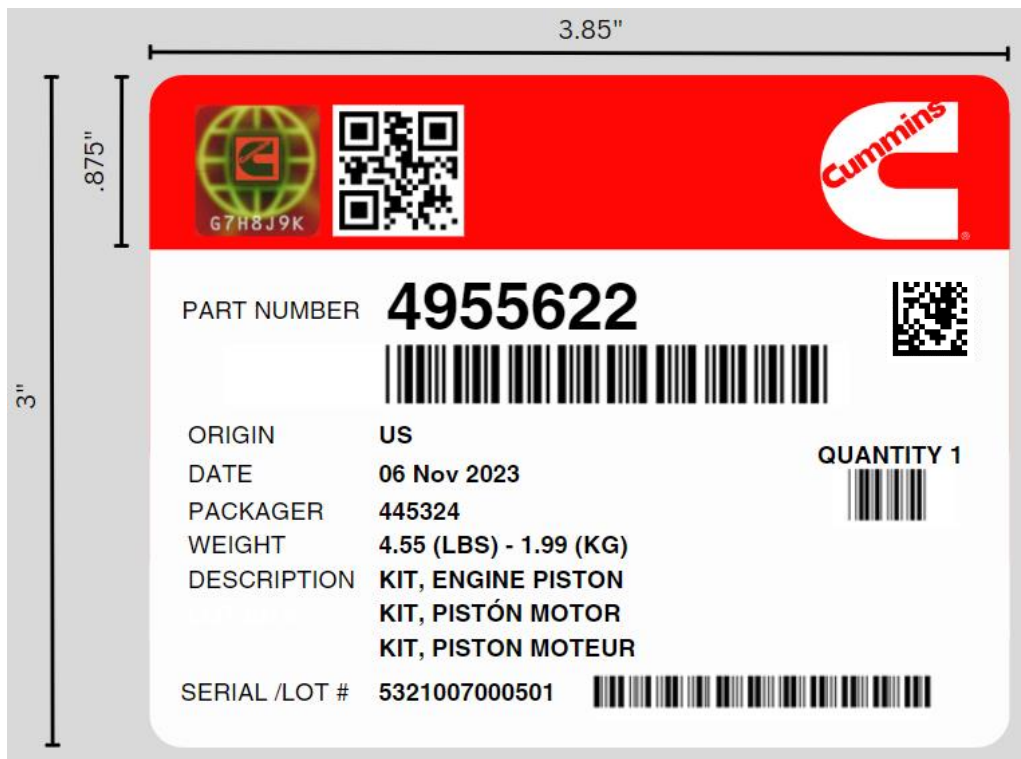 3.85"
.875"
3"
G7H8J9K
Cummins
®
PART NUMBER 4955622
ORIGIN US
DATE 06 Nov 2023
QUANTITY 1
PACKAGER 445324
WEIGHT 4.55 (LBS) - 1.99 (KG)
DESCRIPTION KIT, ENGINE PISTON
KIT, PISTÓN MOTOR
KIT, PISTON MOTEUR
SERIAL /LOT # 5321007000501